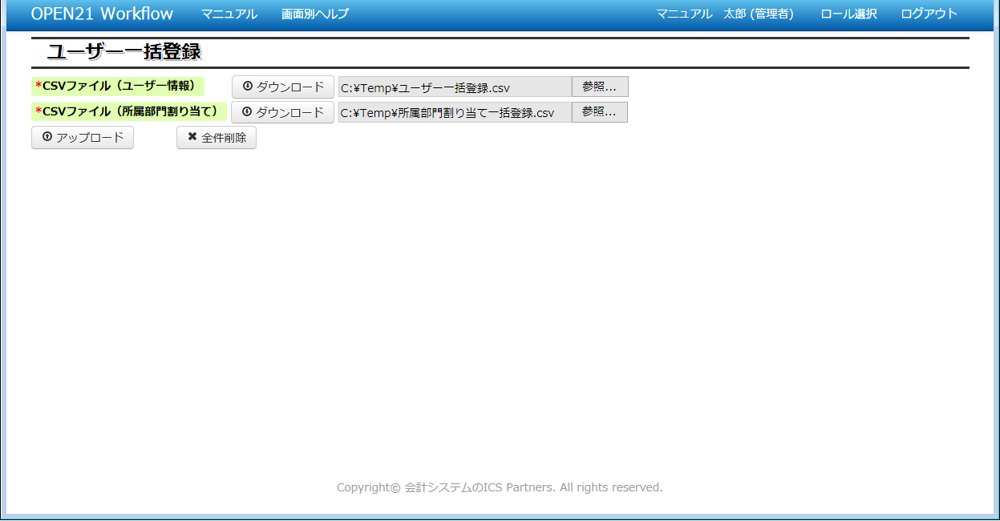 OPEN21 Workflow マニュアル 画面別ヘルプ マニュアル 太郎 (管理者) ロール選択 ログアウト
ユーザー一括登録
*CSVファイル（ユーザー情報） ダウンロード C:¥Temp¥ユーザー一括登録.csv 参照...
*CSVファイル（所属部門割り当て） ダウンロード C:¥Temp¥所属部門割り当て一括登録.csv 参照...
アップロード 全件削除
Copyright© 会計システムのICS Partners. All rights reserved.